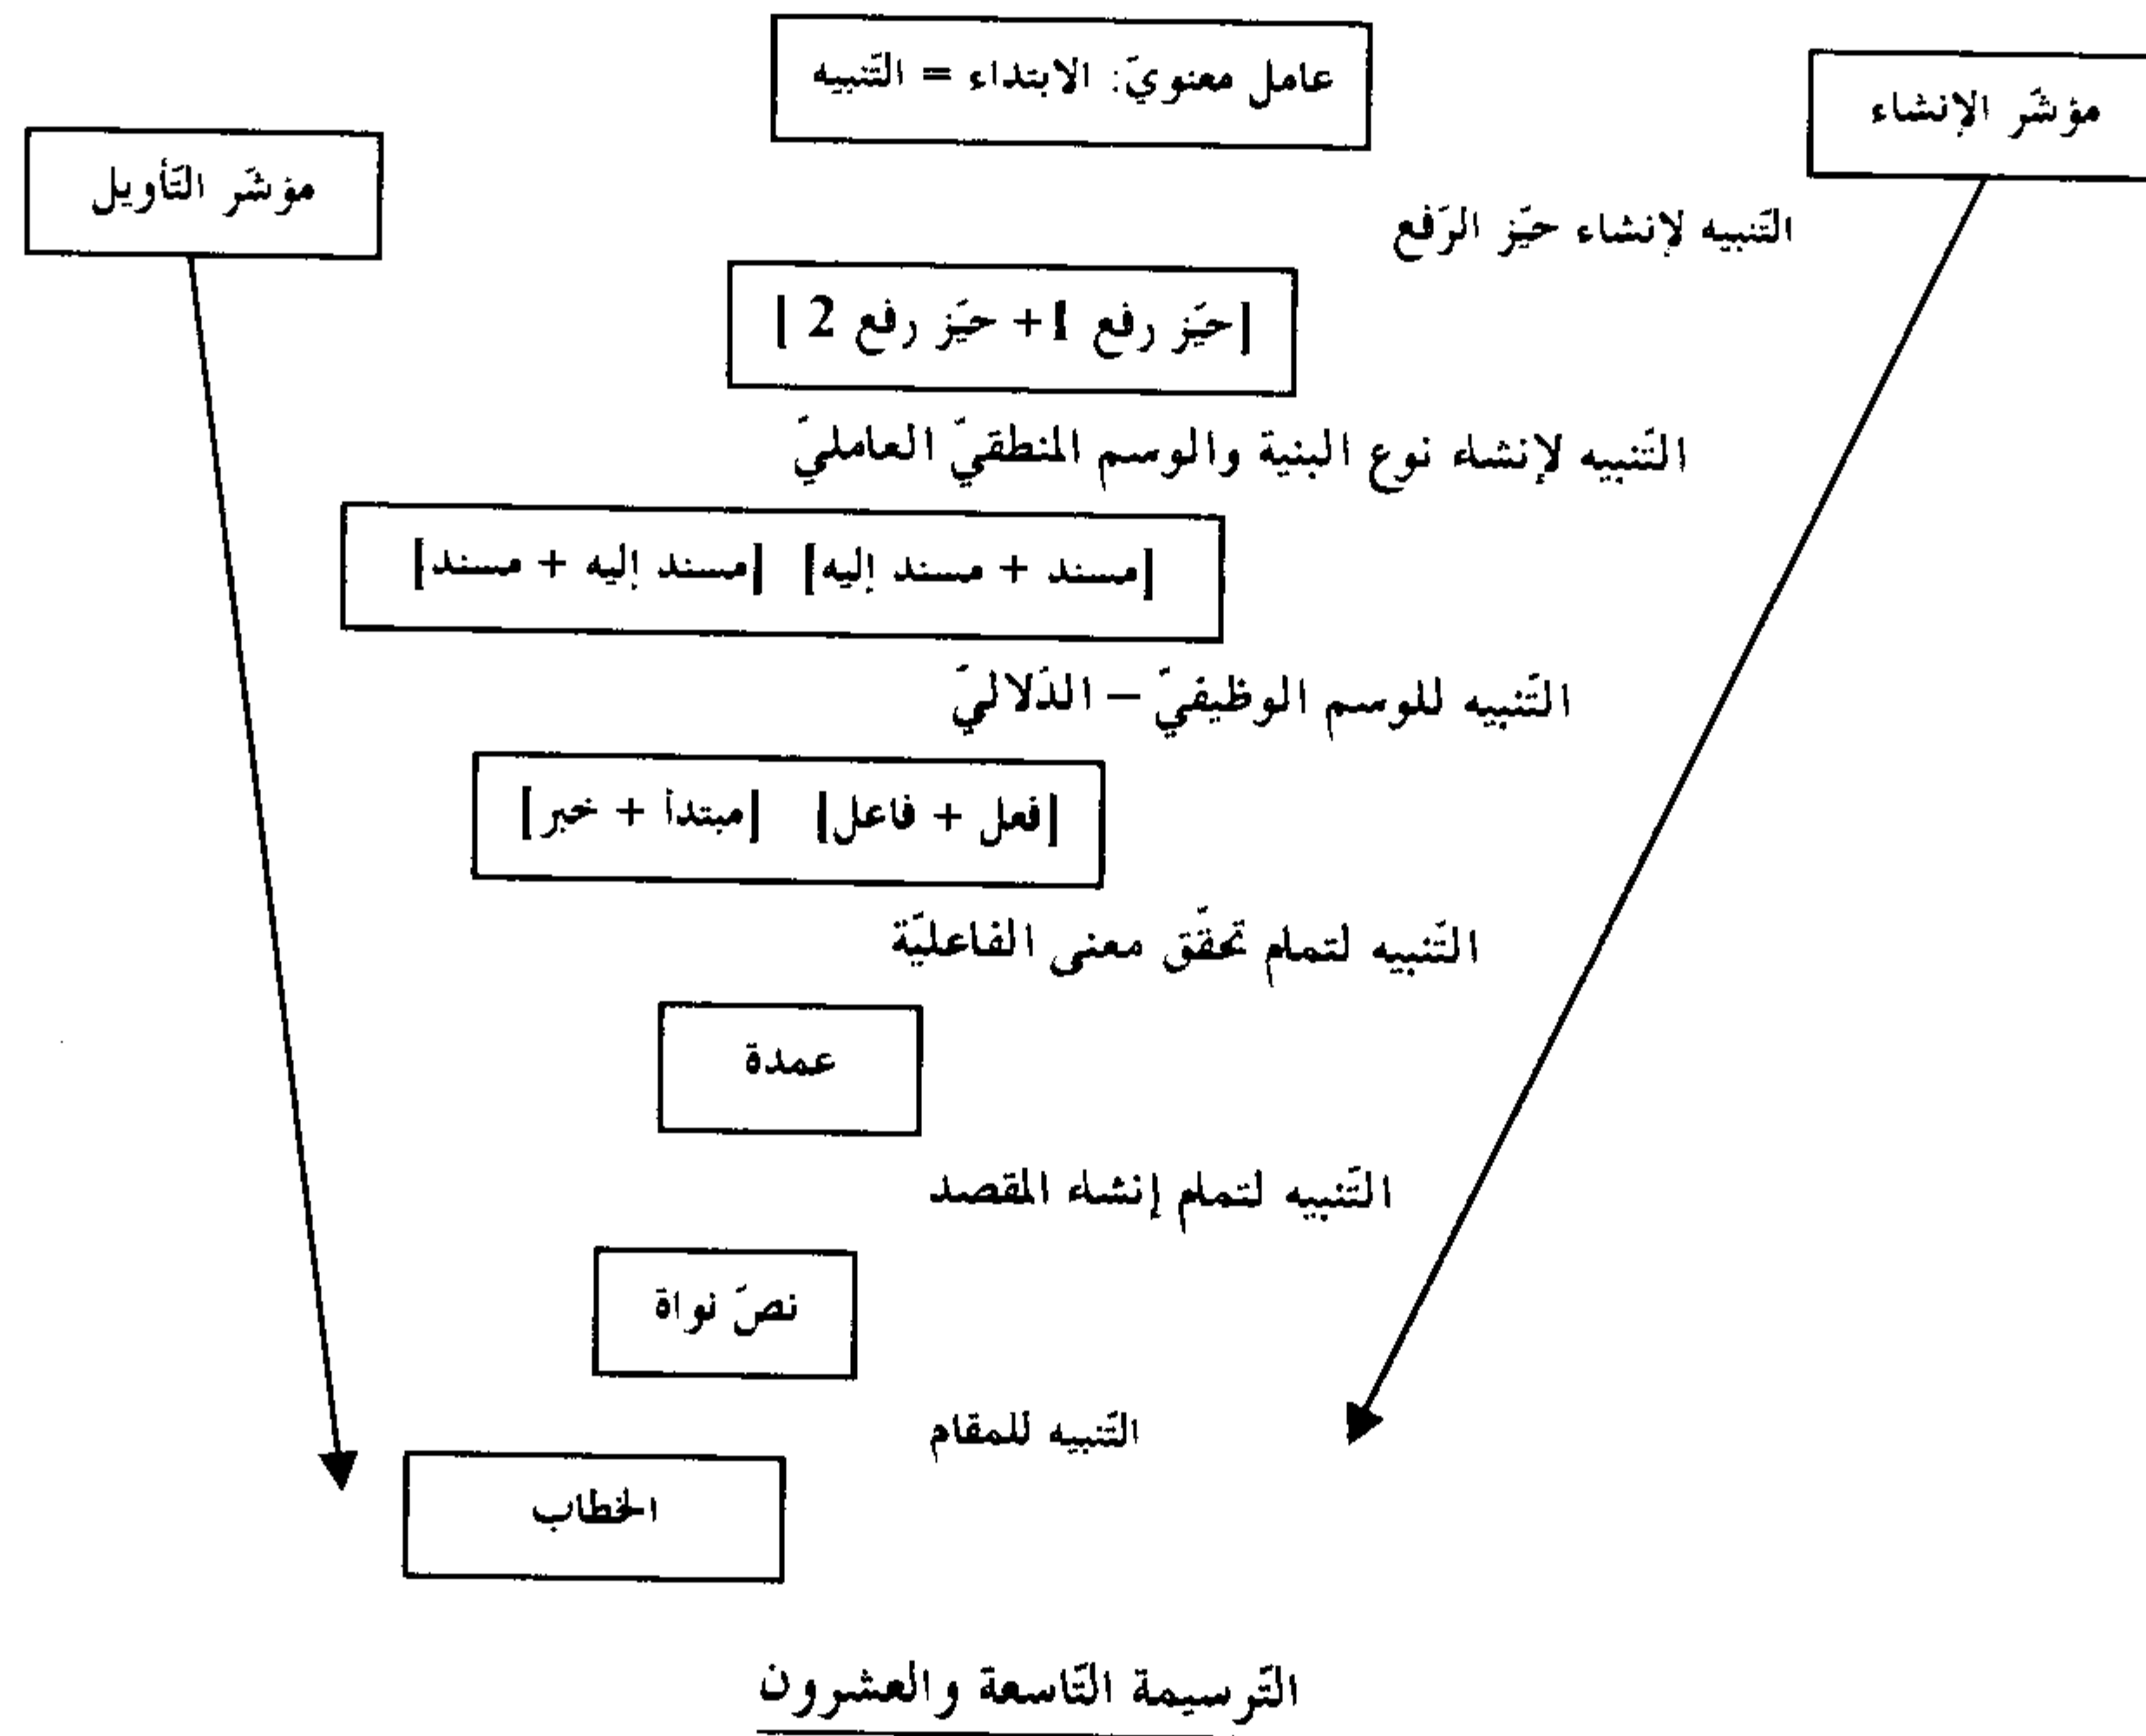 عامل معنويّ: الابتداء = التّنبيه
مؤشّر الإنشاء
مؤشّر التّأويل
التّنبيه لإنشاء حيّز الرّفع
[حيّز رفع 1+ حيّز رفع 2 ]
التّنبيه لإنشاء نوع البنية والوسم المنطقيّ العامليّ
[مسند + مسند إليه] [مسند إليه + مسند]
التّنبيه للوسم الوظيفيّ – الدّلاليّ
[فعل + فاعل] [مبتدأ + خبر]
التّنبيه لتمام تحقّق معنى الفاعليّة
عمدة
التّنبيه لتمام إنشاء المقصد
نصّ نواة
التّنبيه للمقام
الخطاب
التّرسيمة التّاسعة والعشرون